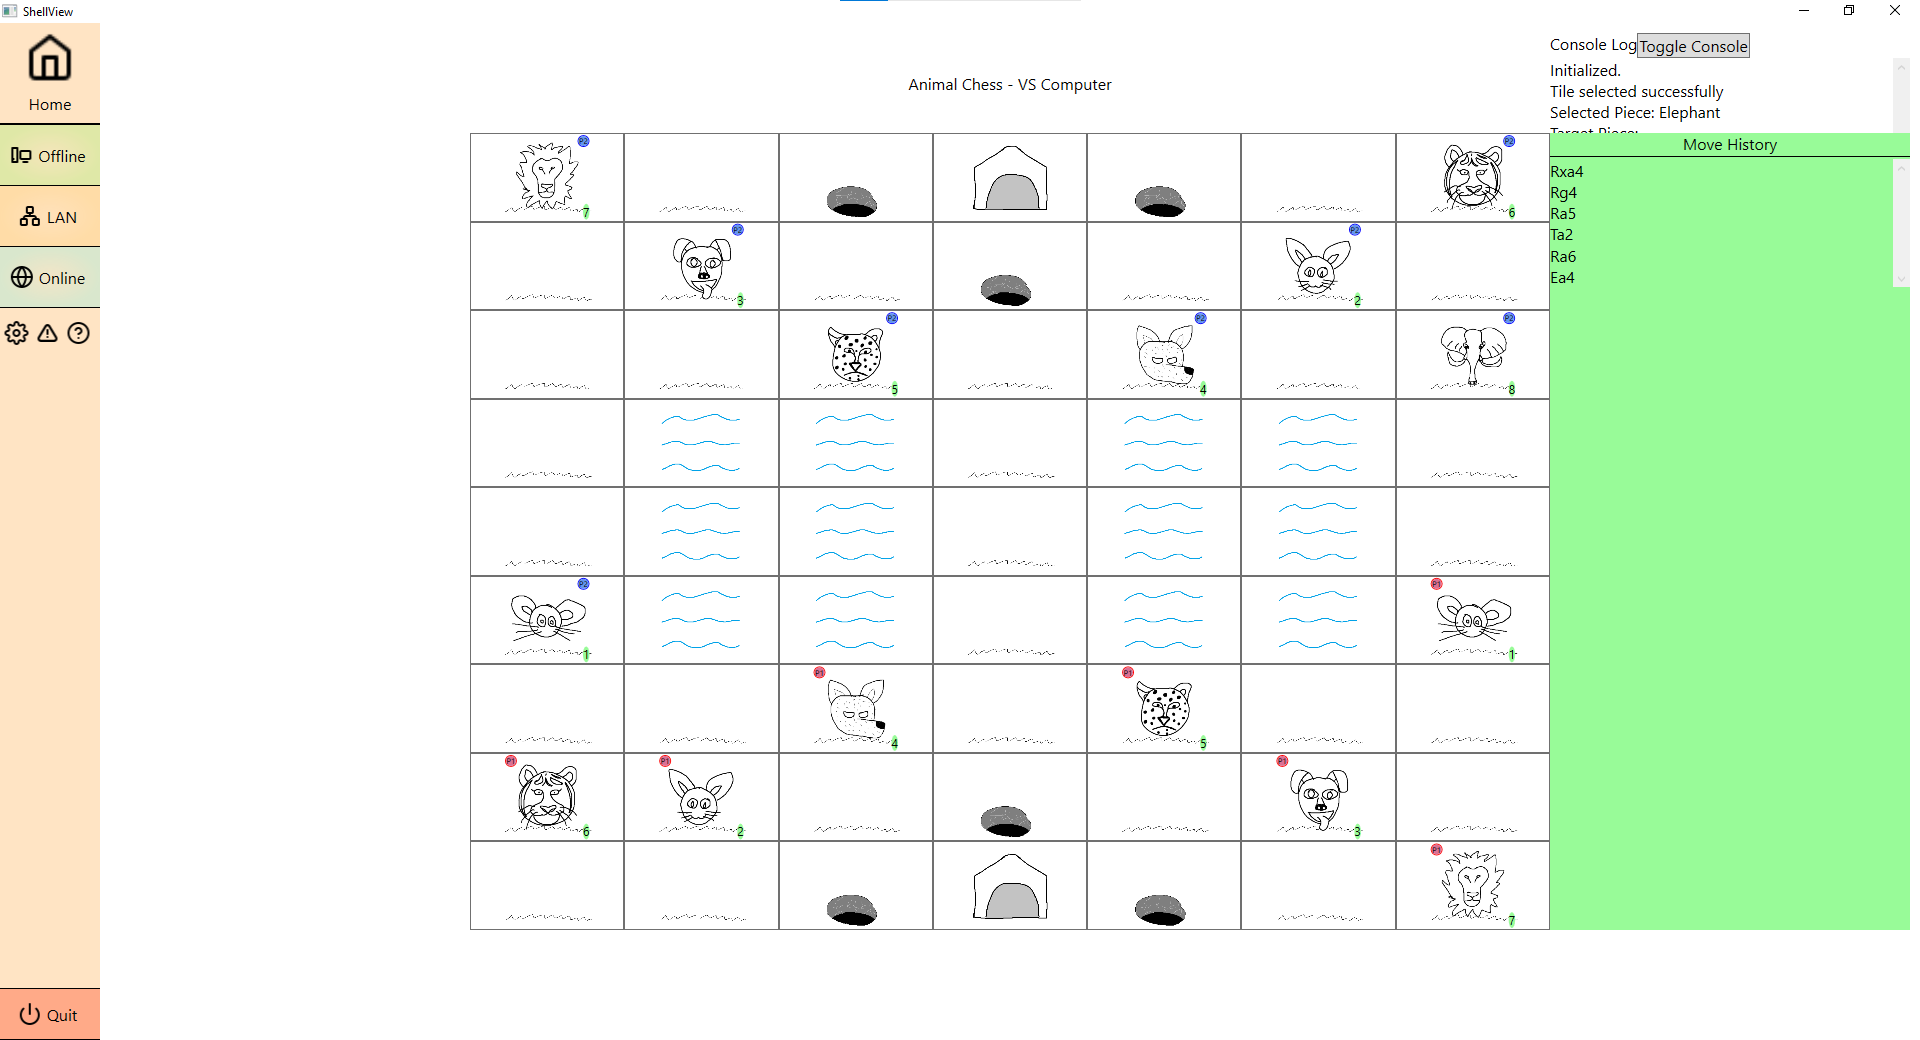 ShellView
Home
Offline
LAN
Online
Quit
Animal Chess - VS Computer
Console Log Toggle Console
Initialized.
Tile selected successfully
Selected Piece: Elephant
Target Piece:
Move History
Rxa4
Rg4
Ra5
Ta2
Ra6
Ea4
P2 P2
7 6
P2 P2
3 2
P2 P2 P2
5 4 8
P2 P1
1 1
P1 P1
4 5
P1 P1 P1
6 2 3
P1
7